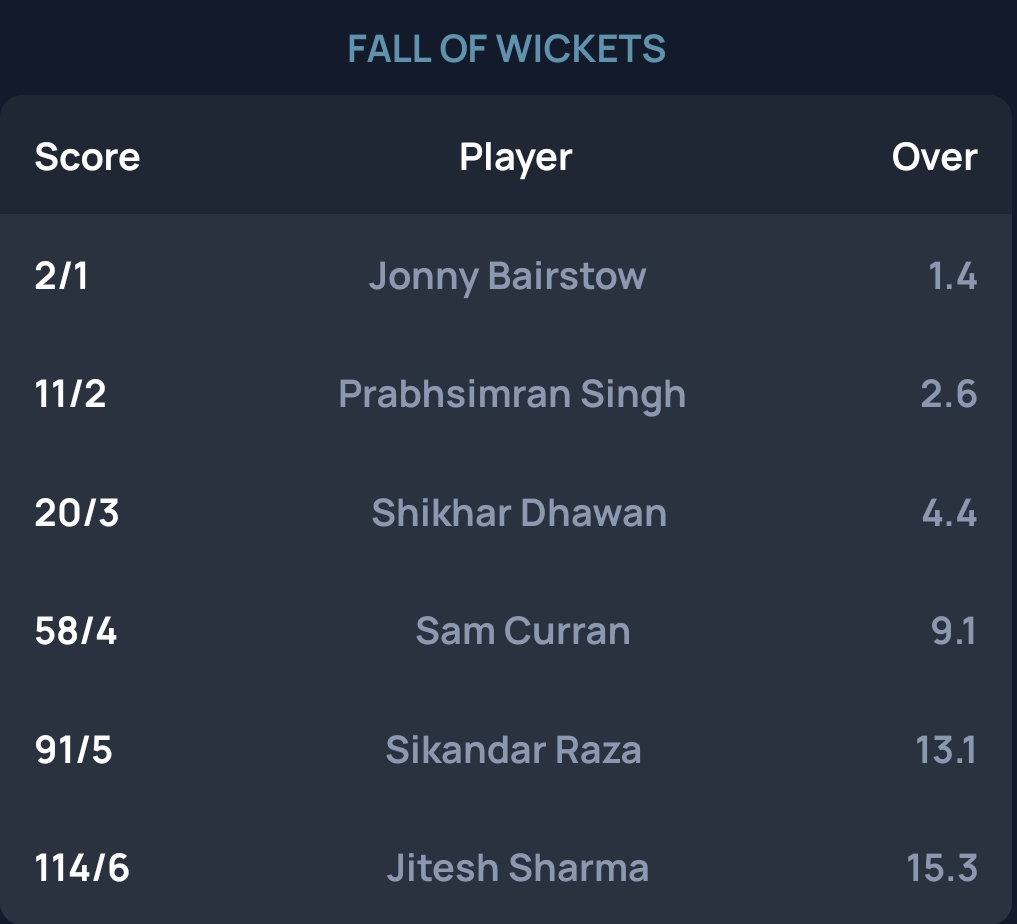 FALL OF WICKETS
Score Player Over
2/1 Jonny Bairstow 1.4
11/2 Prabhsimran Singh 2.6
20/3 Shikhar Dhawan 4.4
58/4 Sam Curran 9.1
91/5 Sikandar Raza 13.1
114/6 Jitesh Sharma 15.3